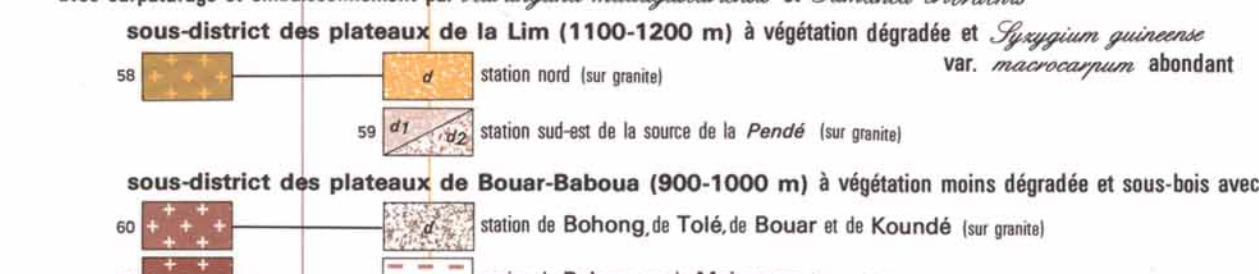 sous-district des plateaux de la Lim (1100-1200 m) à végétation dégradée et Syzygium guineense
var. macrocarpum abondant
58 d station nord (sur granite)
59 d1 d2 station sud-est de la source de la Pendé (sur granite)
sous-district des plateaux de Bouar-Baboua (900-1000 m) à végétation moins dégradée et sous-bois avec
60 d station de Bohong, de Tolé, de Bouar et de Koundé (sur granite)